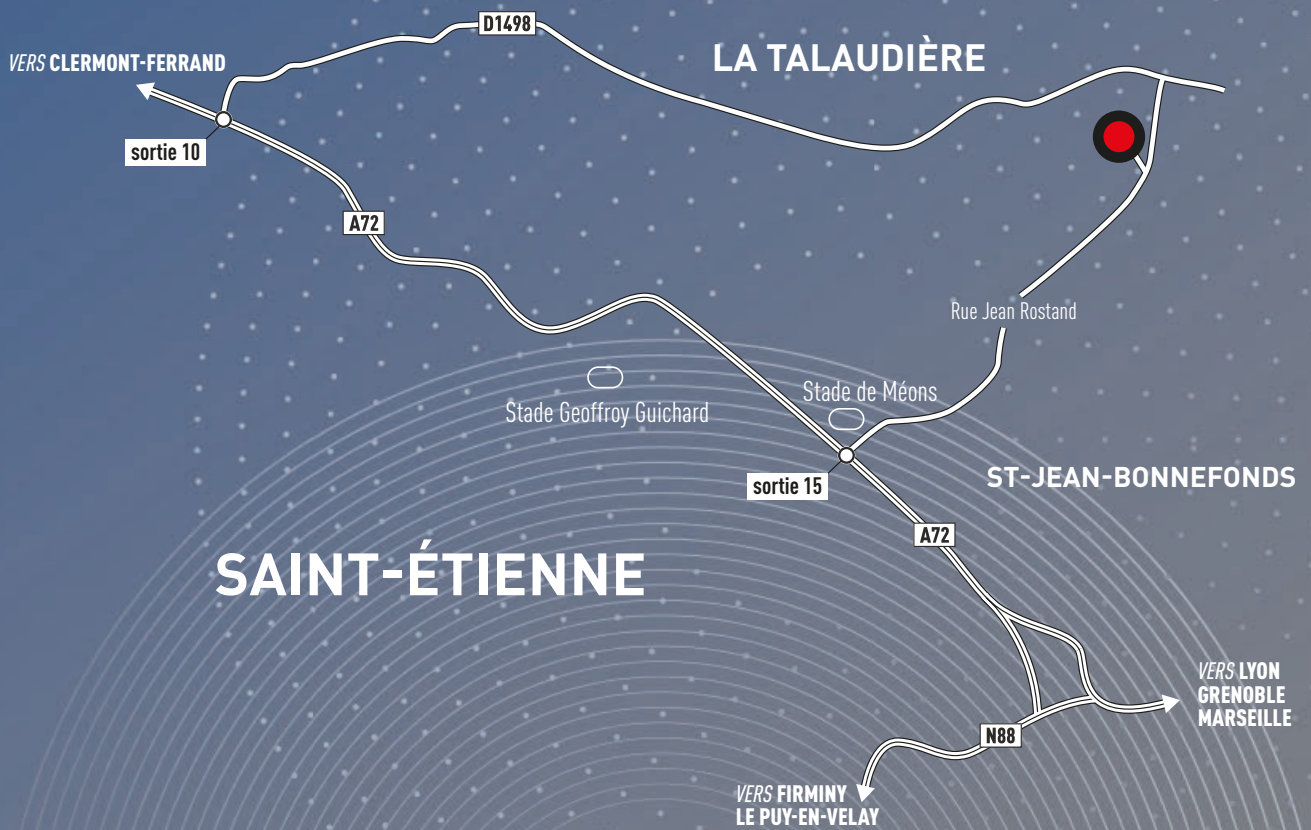 D1498
VERS CLERMONT-FERRAND
LA TALAUDIÈRE
sortie 10
A72
Rue Jean Rostand
Stade de Méons
Stade Geoffroy Guichard
ST-JEAN-BONNEFONDS
sortie 15
A72
SAINT-ÉTIENNE
VERS LYON
GRENOBLE
MARSEILLE
N88
VERS FIRMINY
LE PUY-EN-VELAY